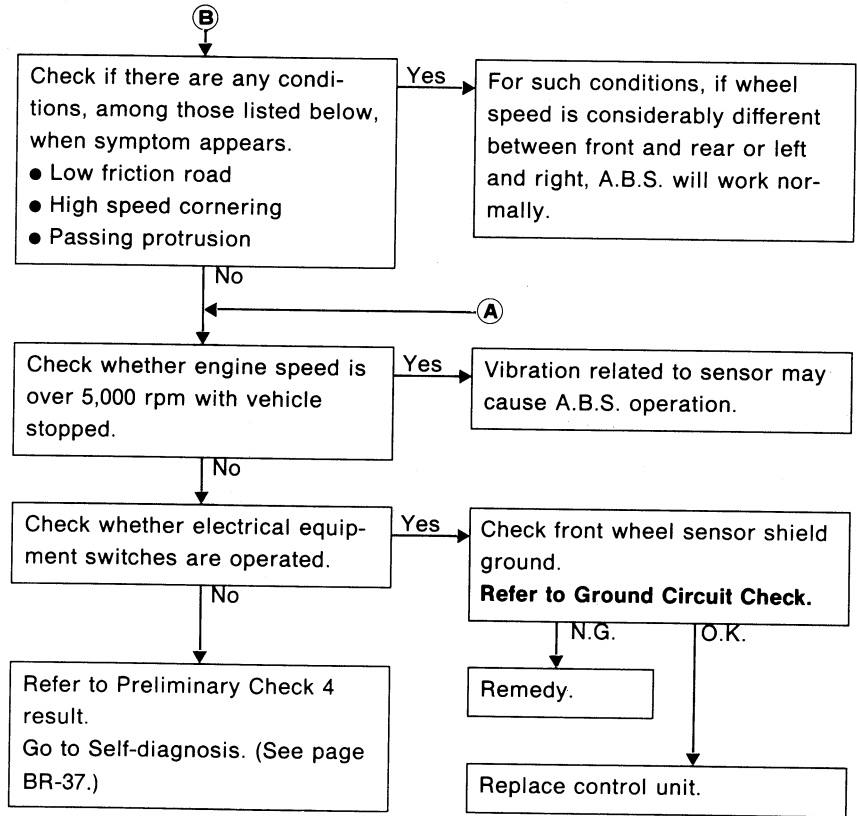 B
Check if there are any condi-
tions, among those listed below,
when symptom appears.
● Low friction road
● High speed cornering
● Passing protrusion
Yes
For such conditions, if wheel
speed is considerably different
between front and rear or left
and right, A.B.S. will work nor-
mally.
No
A
Check whether engine speed is
over 5,000 rpm with vehicle
stopped.
Yes
Vibration related to sensor may
cause A.B.S. operation.
No
Check whether electrical equip-
ment switches are operated.
Yes
Check front wheel sensor shield
ground.
Refer to Ground Circuit Check.
No
N.G.
O.K.
Refer to Preliminary Check 4
result.
Go to Self-diagnosis. (See page
BR-37.)
Remedy.
Replace control unit.